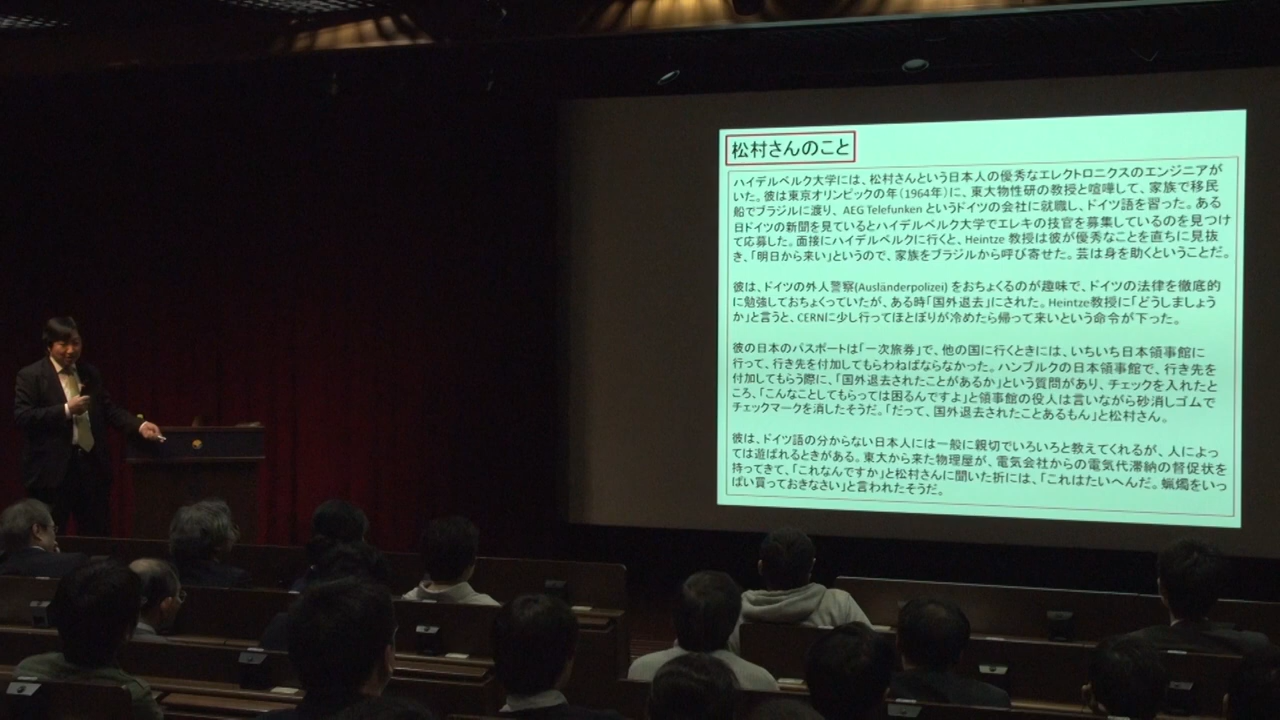 松村さんのこと
ハイデルベルク大学には、松村さんという日本人の優秀なエレクトロニクスのエンジニアが
いた。彼は東京オリンピックの年(1964年)に、東大物性研の教授と喧嘩して、家族で移民
船でブラジルに渡り、AEG Telefunken というドイツの会社に就職し、ドイツ語を習った。ある
日ドイツの新聞を見ているとハイデルベルク大学でエレキの技官を募集しているのを見つけ
て応募した。面接にハイデルベルクに行くと、Heintze 教授は彼が優秀なことを直ちに見抜
き、「明日から来い」というので、家族をブラジルから呼び寄せた。芸は身を助くということだ。
彼は、ドイツの外人警察(Ausländerpolizei) をおちょくるのが趣味で、ドイツの法律を徹底的
に勉強しておちょくっていたが、ある時「国外退去」にされた。Heintze教授に「どうしましょう
か」と言うと、CERNに少し行ってほとぼりが冷めたら帰って来いという命令が下った。
彼の日本のパスポートは「一次旅券」で、他の国に行くときには、いちいち日本領事館に
行って、行き先を付加してもらわねばならなかった。ハンブルクの日本領事館で、行き先を
付加してもらう際に、「国外退去されたことがあるか」という質問があり、チェックを入れたと
ころ、「こんなことしてもらっては困るんですよ」と領事館の役人は言いながら砂消しゴムで
チェックマークを消したそうだ。「だって、国外退去されたことあるもん」と松村さん。
彼は、ドイツ語の分からない日本人には一般に親切でいろいろと教えてくれるが、人によっ
ては遊ばれるときがある。東大から来た物理屋が、電気会社からの電気代滞納の督促状を
持ってきて、「これなんですか」と松村さんに聞いた折には、「これはたいへんだ。蝋燭をいっ
ぱい買っておきなさい」と言われたそうだ。